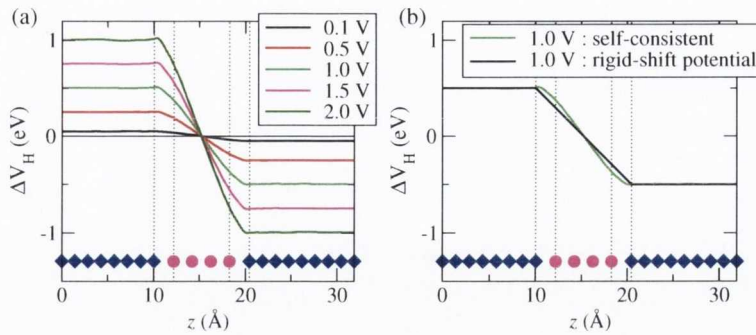 (a)
0.1 V
0.5 V
1.0 V
1.5 V
2.0 V
1
0
-1
ΔV_H (eV)
0 10 20 30
z (Å)
(b)
1.0 V : self-consistent
1.0 V : rigid-shift potential
1
0
-1
ΔV_H (eV)
0 10 20 30
z (Å)